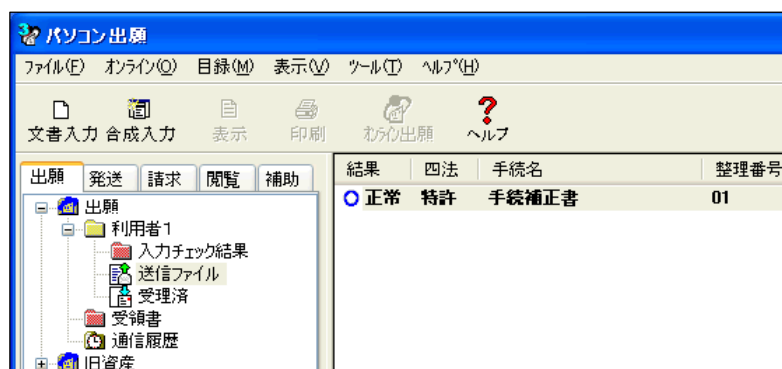 パソコン出願
ファイル(F) オンライン(O) 目録(M) 表示(V) ツール(T) ヘルプ(H)
文書入力 合成入力 表示 印刷 オンライン出願 ヘルプ
出願 発送 請求 閲覧 補助
出願
利用者1
入力チェック結果
送信ファイル
受理済
受領書
通信履歴
旧資産
結果 四法 手続名 整理番号
正常 特許 手続補正書 01